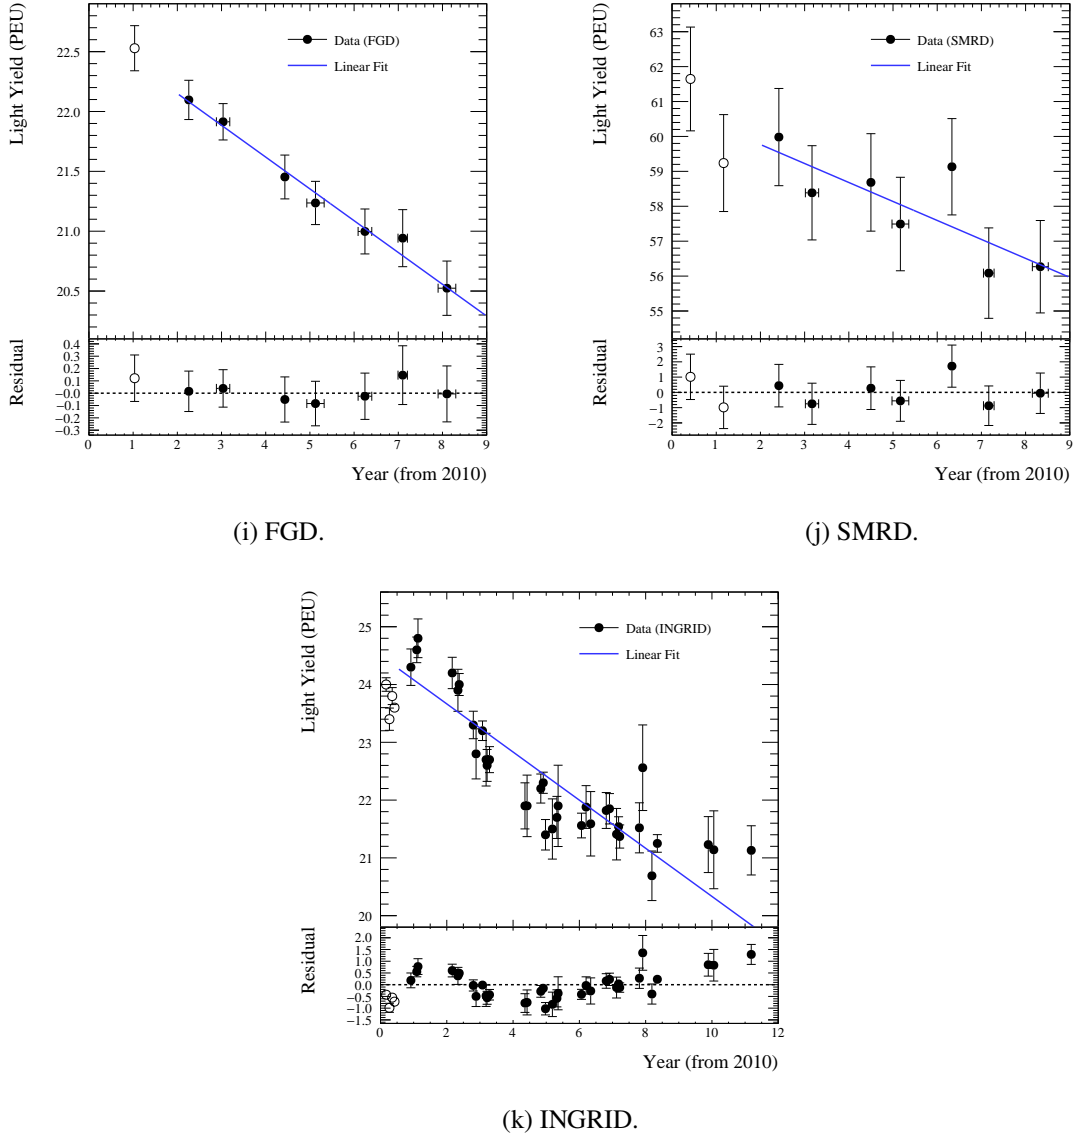 Light Yield (PEU)
22.5
22.0
21.5
21.0
20.5
Data (FGD)
Linear Fit
Residual
0.4
0.3
0.2
0.1
−0.0
−0.1
−0.2
−0.3
0 1 2 3 4 5 6 7 8 9
Year (from 2010)
(i) FGD.
Light Yield (PEU)
63
62
61
60
59
58
57
56
55
Data (SMRD)
Linear Fit
Residual
3
2
1
0
−1
−2
0 1 2 3 4 5 6 7 8 9
Year (from 2010)
(j) SMRD.
Light Yield (PEU)
25
24
23
22
21
20
Data (INGRID)
Linear Fit
Residual
2.0
1.5
1.0
0.5
0.0
−0.5
−1.0
−1.5
0 2 4 6 8 10 12
Year (from 2010)
(k) INGRID.